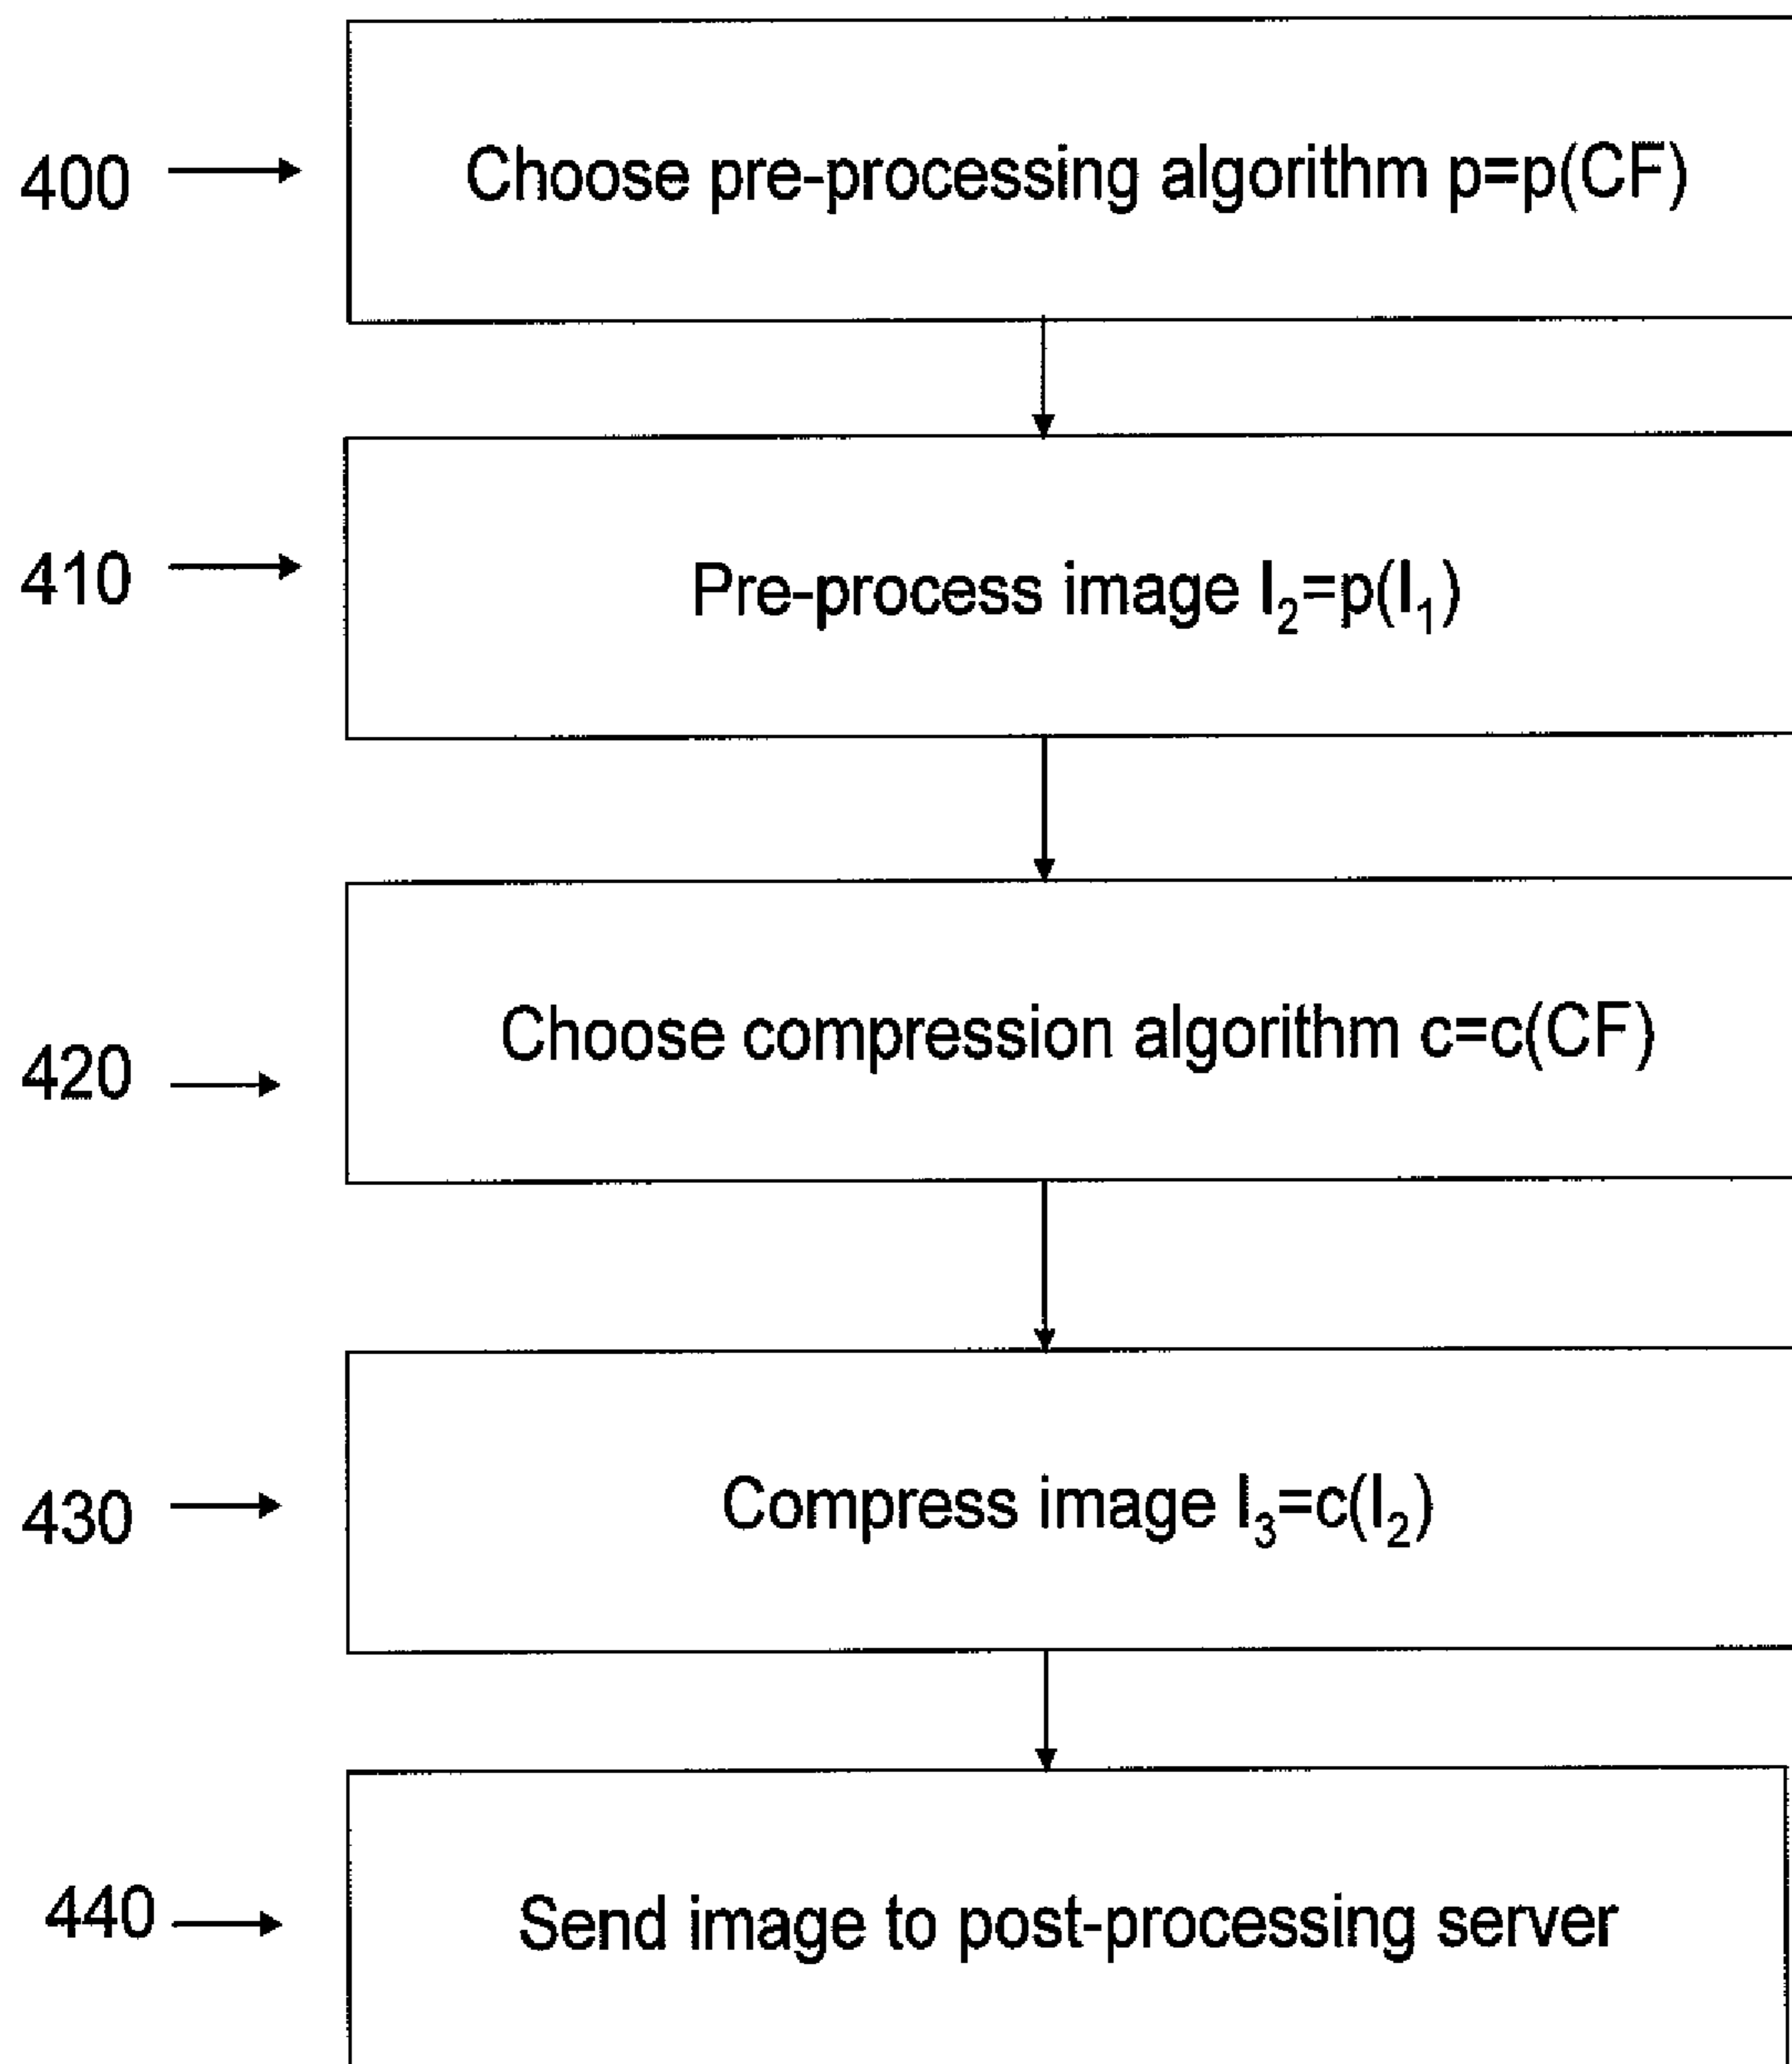 400 Choose pre-processing algorithm p=p(CF)
410 Pre-process image I₂=p(I₁)
420 Choose compression algorithm c=c(CF)
430 Compress image I₃=c(I₂)
440 Send image to post-processing server